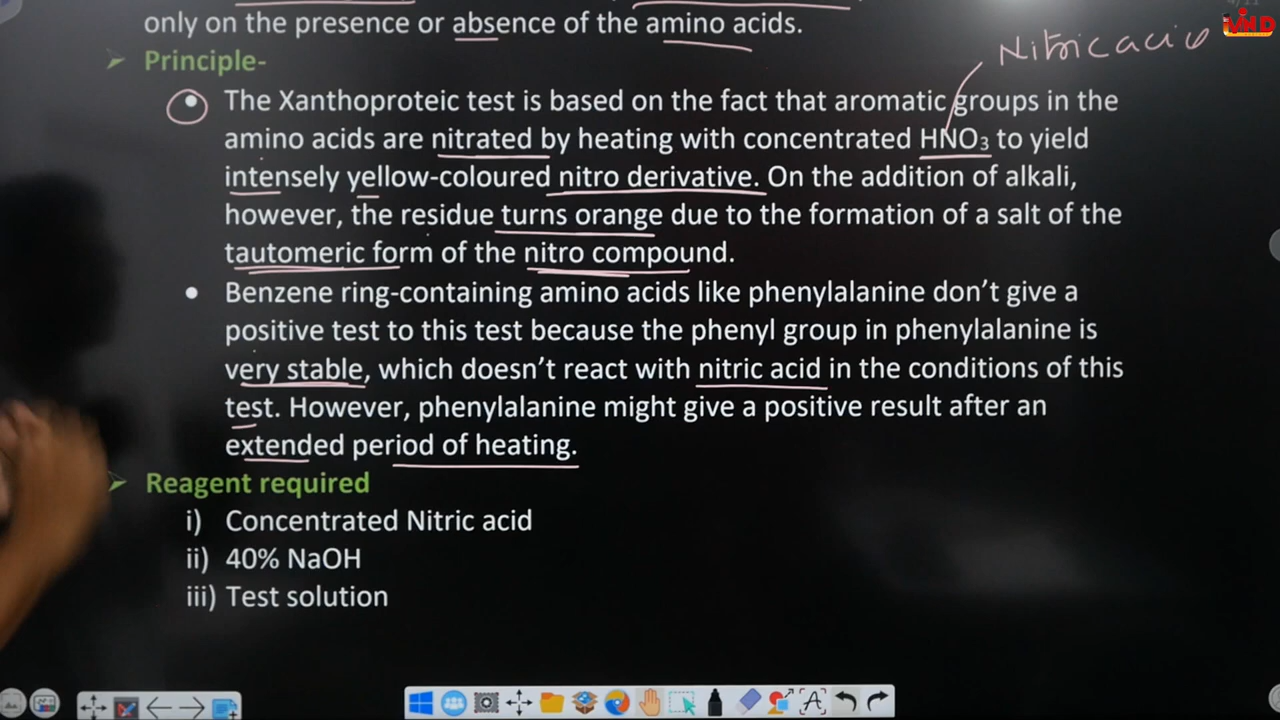 only on the presence or absence of the amino acids.
Principle-
Nitric acid
The Xanthoproteic test is based on the fact that aromatic groups in the
amino acids are nitrated by heating with concentrated HNO₃ to yield
intensely yellow-coloured nitro derivative. On the addition of alkali,
however, the residue turns orange due to the formation of a salt of the
tautomeric form of the nitro compound.
• Benzene ring-containing amino acids like phenylalanine don't give a
positive test to this test because the phenyl group in phenylalanine is
very stable, which doesn't react with nitric acid in the conditions of this
test. However, phenylalanine might give a positive result after an
extended period of heating.
Reagent required
i) Concentrated Nitric acid
ii) 40% NaOH
iii) Test solution